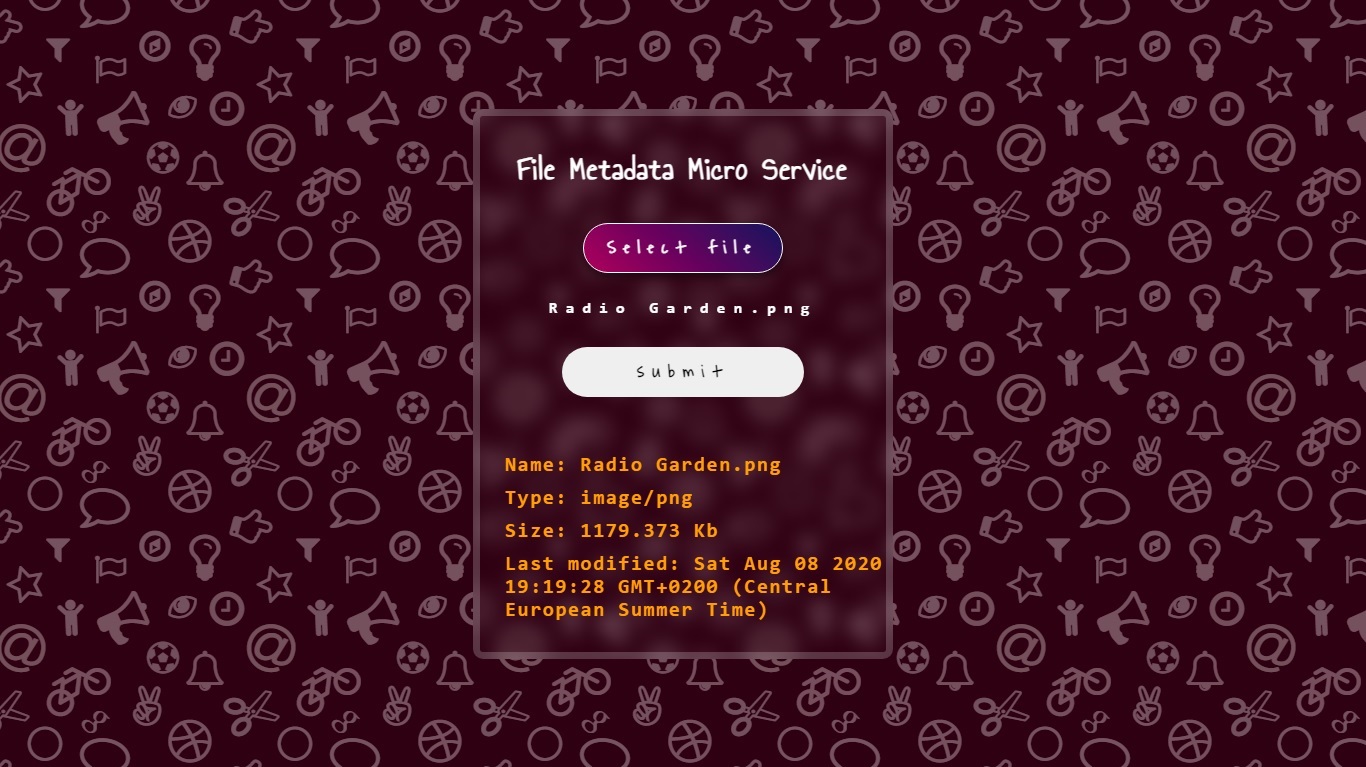 File Metadata Micro Service
Select file
Radio Garden.png
Submit
Name: Radio Garden.png
Type: image/png
Size: 1179.373 Kb
Last modified: Sat Aug 08 2020
19:19:28 GMT+0200 (Central
European Summer Time)